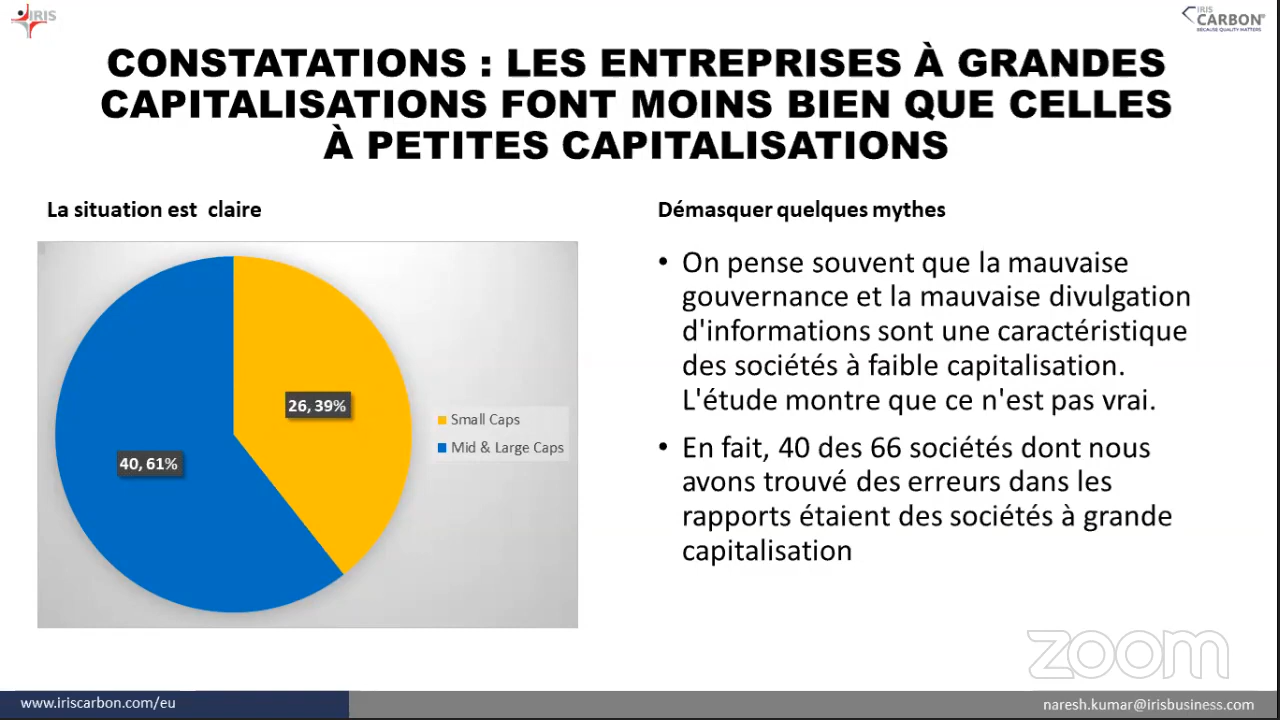 IRIS
IRIS
CARBON®
BECAUSE QUALITY MATTERS
CONSTATATIONS : LES ENTREPRISES À GRANDES
CAPITALISATIONS FONT MOINS BIEN QUE CELLES
À PETITES CAPITALISATIONS
La situation est claire
26, 39%
40, 61%
Small Caps
Mid & Large Caps
Démasquer quelques mythes
• On pense souvent que la mauvaise
gouvernance et la mauvaise divulgation
d'informations sont une caractéristique
des sociétés à faible capitalisation.
L'étude montre que ce n'est pas vrai.
• En fait, 40 des 66 sociétés dont nous
avons trouvé des erreurs dans les
rapports étaient des sociétés à grande
capitalisation
zoom
www.iriscarbon.com/eu
naresh.kumar@irisbusiness.com